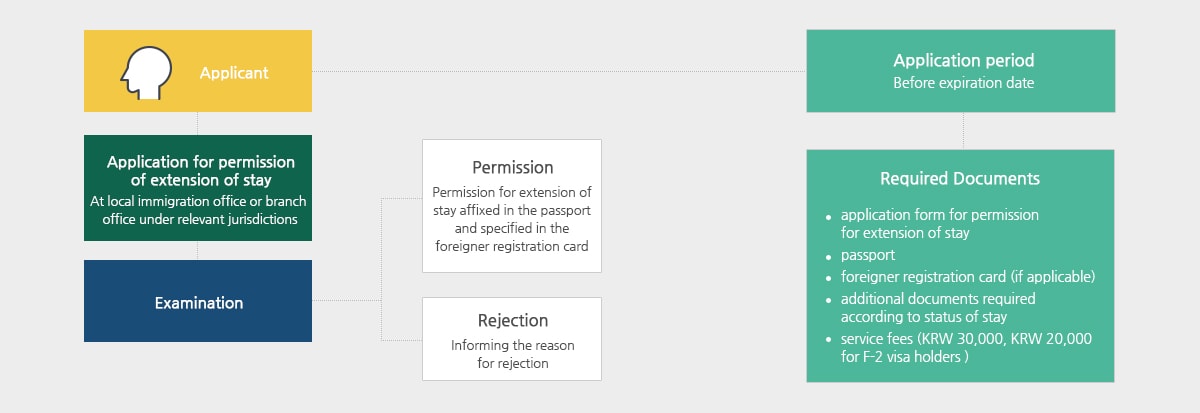 Applicant
Application for permission
of extension of stay
At local immigration office or branch
office under relevant jurisdictions
Examination
Permission
Permission for extension of
stay affixed in the passport
and specified in the
foreigner registration card
Rejection
Informing the reason
for rejection
Application period
Before expiration date
Required Documents
• application form for permission
for extension of stay
• passport
• foreigner registration card (if applicable)
• additional documents required
according to status of stay
• service fees (KRW 30,000, KRW 20,000
for F-2 visa holders )